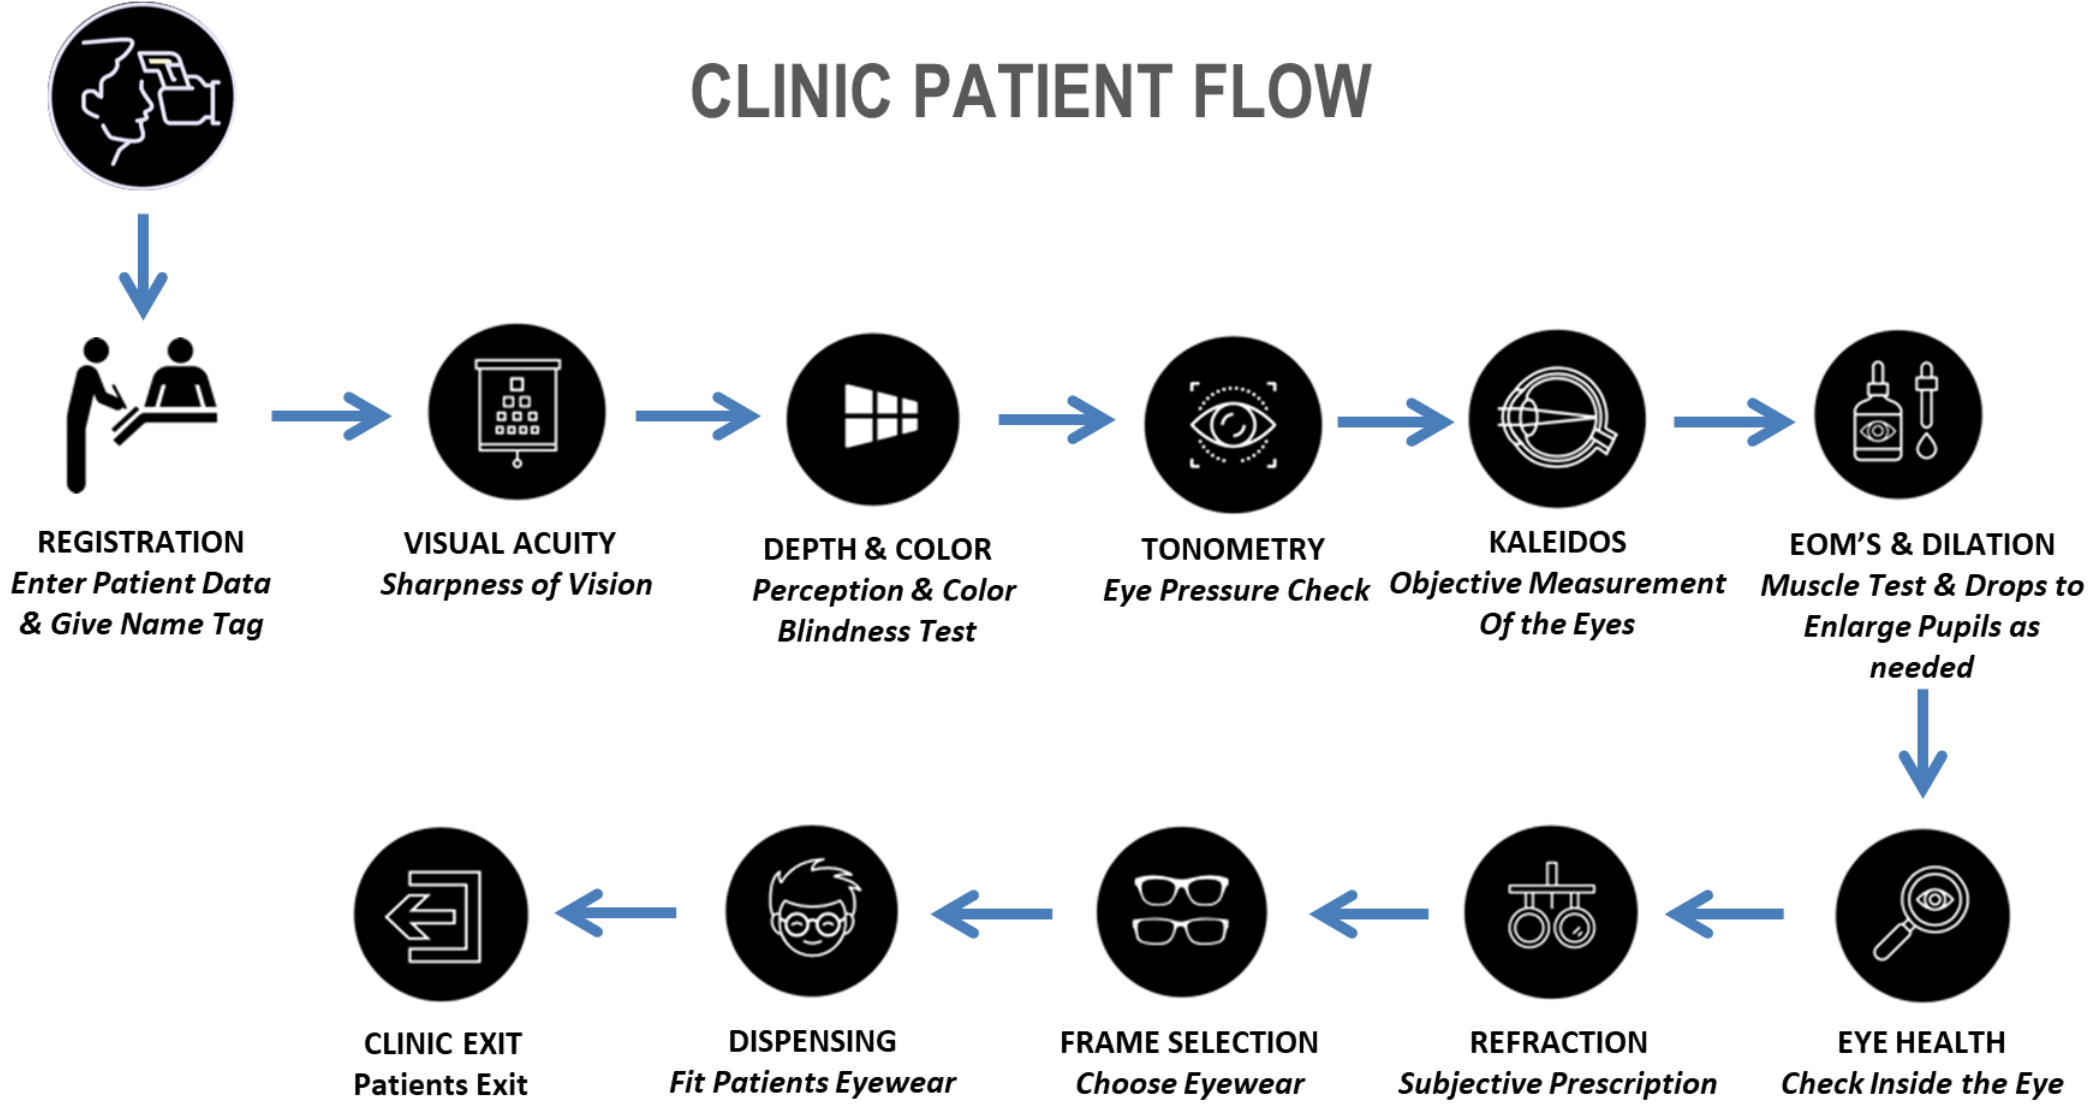 CLINIC PATIENT FLOW
REGISTRATION
Enter Patient Data
& Give Name Tag
VISUAL ACUITY
Sharpness of Vision
DEPTH & COLOR
Perception & Color
Blindness Test
TONOMETRY
Eye Pressure Check
KALEIDOS
Objective Measurement
Of the Eyes
EOM'S & DILATION
Muscle Test & Drops to
Enlarge Pupils as
needed
EYE HEALTH
Check Inside the Eye
REFRACTION
Subjective Prescription
FRAME SELECTION
Choose Eyewear
DISPENSING
Fit Patients Eyewear
CLINIC EXIT
Patients Exit